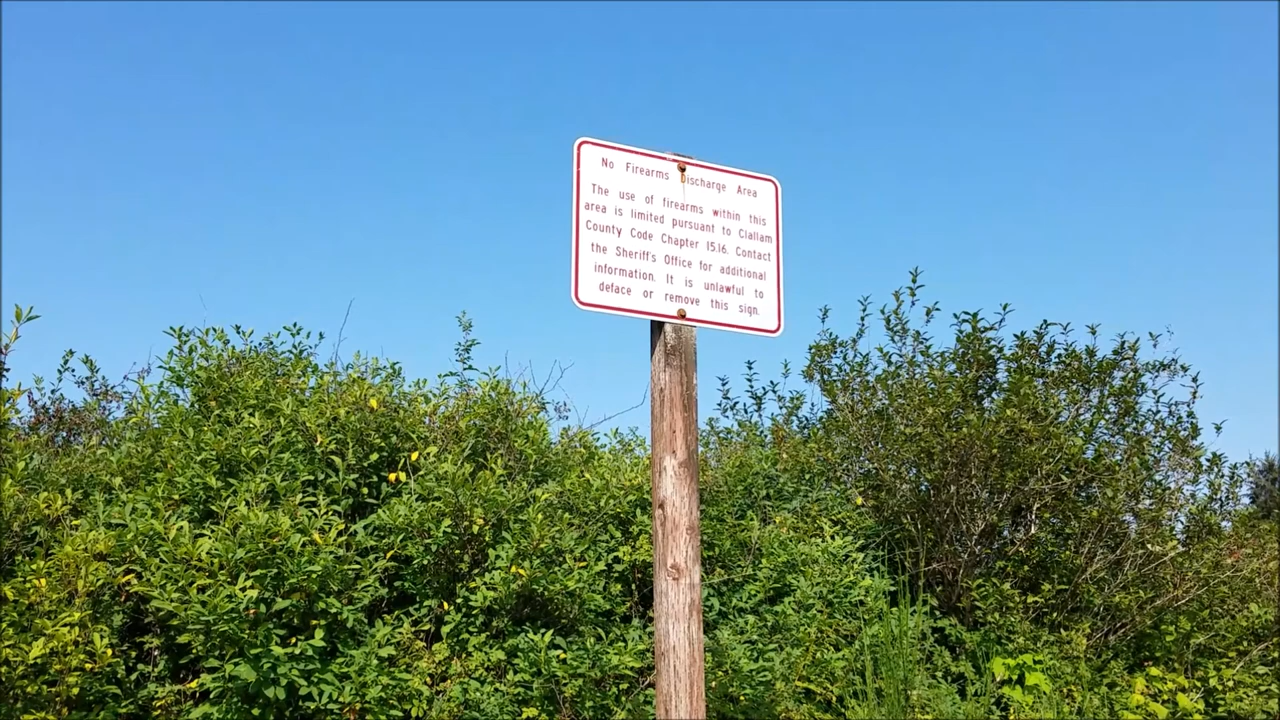 No Firearms Discharge Area
The use of firearms within this
area is limited pursuant to Clallam
County Code Chapter 15.16. Contact
the Sheriff's Office for additional
information. It is unlawful to
deface or remove this sign.